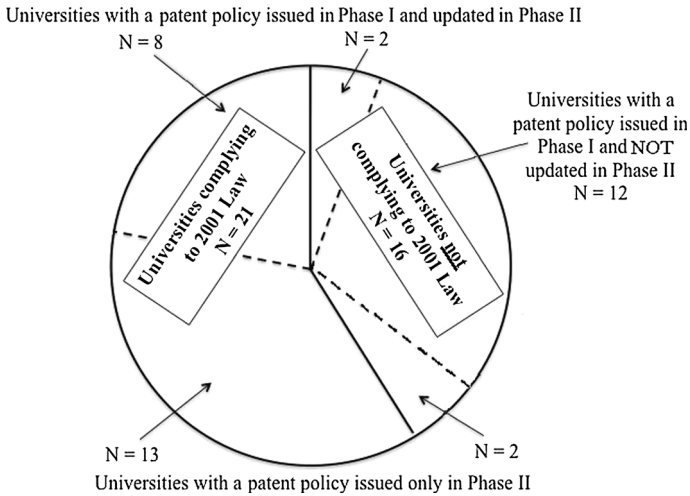 Universities with a patent policy issued in Phase I and updated in Phase II
N = 8
N = 2
Universities with a
patent policy issued in
Phase I and NOT
updated in Phase II
N = 12
Universities complying
to 2001 Law
N = 21
Universities not
complying to 2001 Law
N = 16
N = 13
N = 2
Universities with a patent policy issued only in Phase II